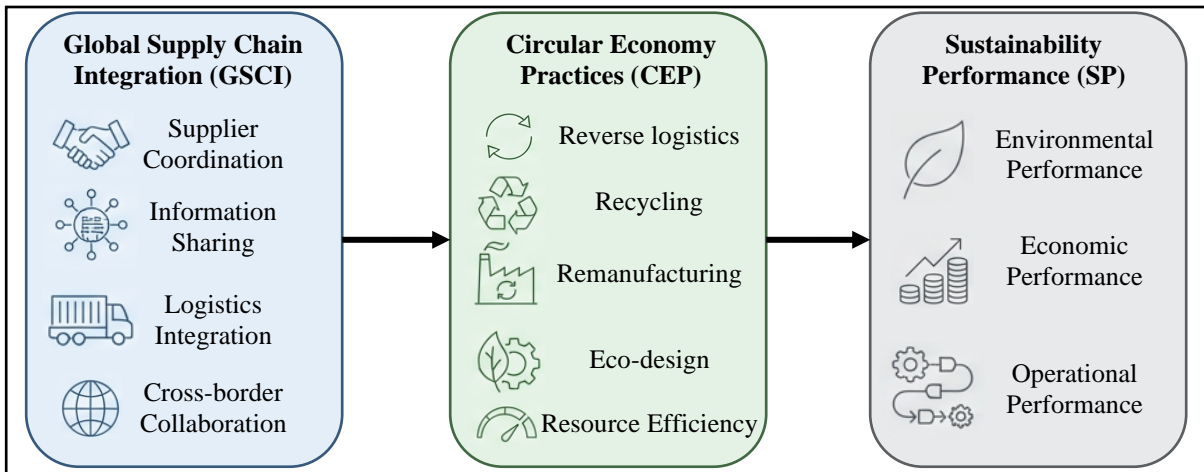 Global Supply Chain
Integration (GSCI)
Supplier
Coordination
Information
Sharing
Logistics
Integration
Cross-border
Collaboration
Circular Economy
Practices (CEP)
Reverse logistics
Recycling
Remanufacturing
Eco-design
Resource Efficiency
Sustainability
Performance (SP)
Environmental
Performance
Economic
Performance
Operational
Performance